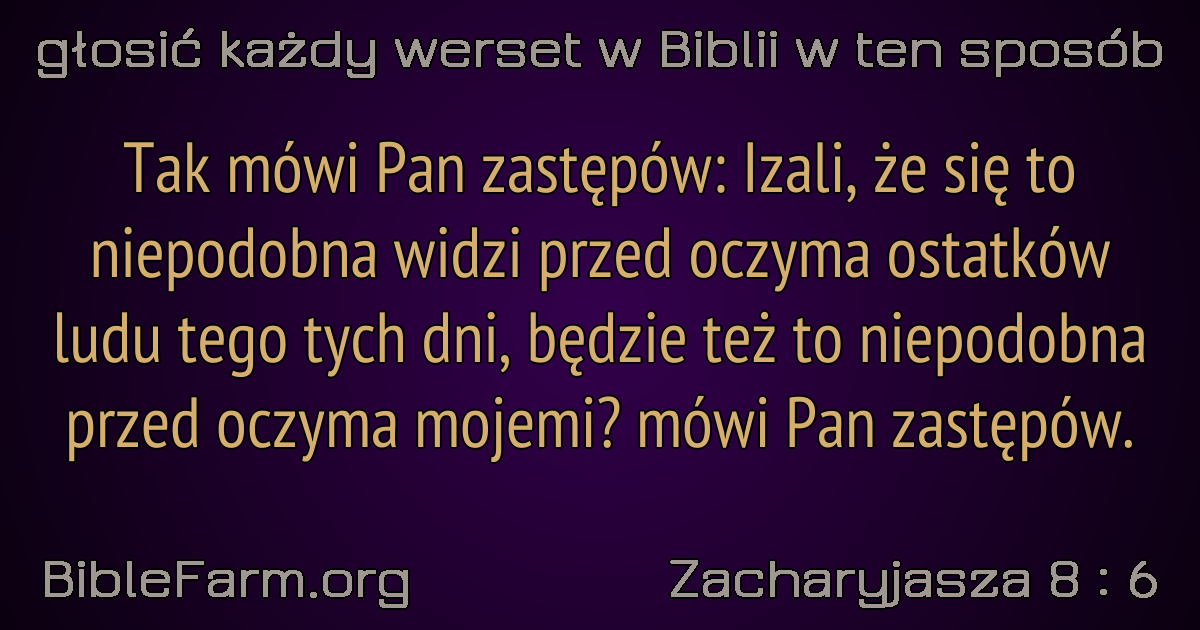 głosić każdy werset w Biblii w ten sposób
Tak mówi Pan zastępów: Izali, że się to
niepodobna widzi przed oczyma ostatków
ludu tego tych dni, będzie też to niepodobna
przed oczyma mojemi? mówi Pan zastępów.
BibleFarm.org
Zacharyjasza 8 : 6